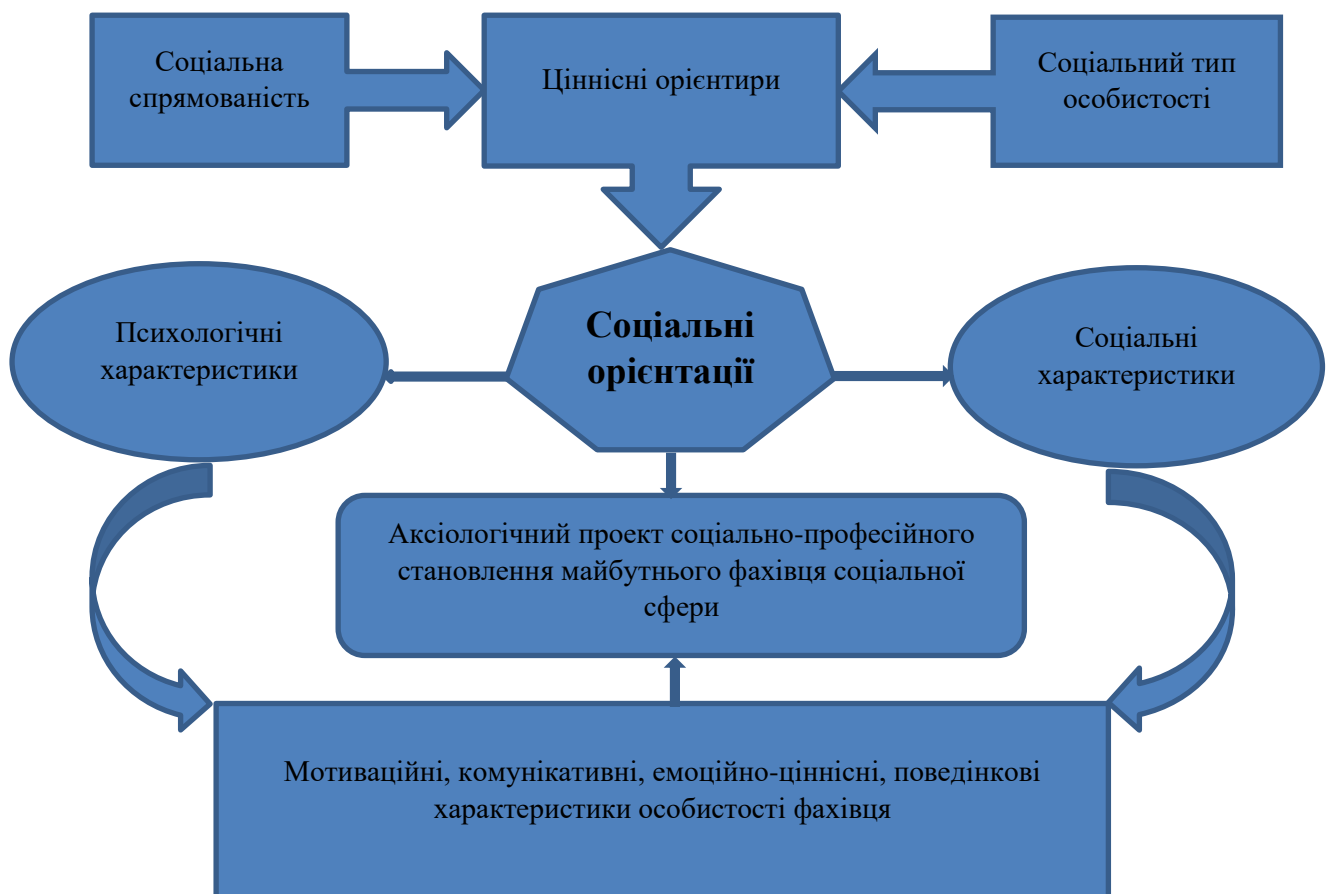 Соціальна
спрямованість
Ціннісні орієнтири
Соціальний тип
особистості
Психологічні
характеристики
Соціальні
орієнтації
Соціальні
характеристики
Аксіологічний проект соціально-професійного
становлення майбутнього фахівця соціальної
сфери
Мотиваційні, комунікативні, емоційно-ціннісні, поведінкові
характеристики особистості фахівця